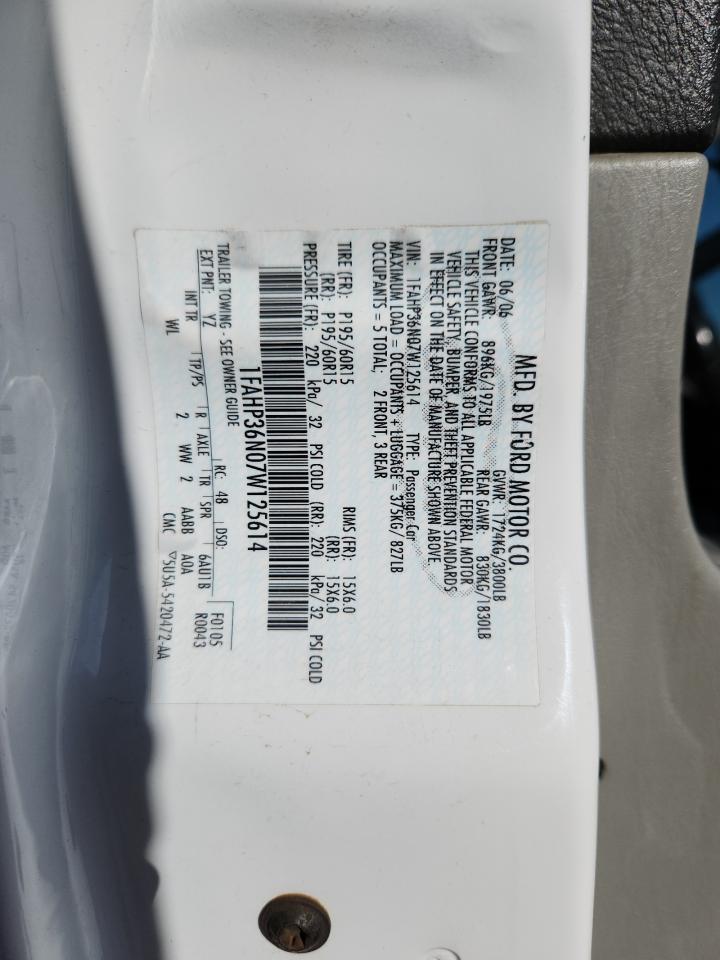 MFD. BY FORD MOTOR CO.
DATE: 06/06 GVWR: 1724KG/3800LB
FRONT GAWR: 896KG/1975LB REAR GAWR: 830KG/1830LB
THIS VEHICLE CONFORMS TO ALL APPLICABLE FEDERAL MOTOR
VEHICLE SAFETY, BUMPER, AND THEFT PREVENTION STANDARDS
IN EFFECT ON THE DATE OF MANUFACTURE SHOWN ABOVE.
VIN: 1FAHP36N07W125614 TYPE: Passenger Car
MAXIMUM LOAD = OCCUPANTS + LUGGAGE = 375KG/827LB
OCCUPANTS = 5 TOTAL; 2 FRONT, 3 REAR
TIRE (FR): P195/60R15 RIMS (FR): 15X6.0
(RR): P195/60R15 (RR): 15X6.0
PRESSURE (FR): 220 kPa/ 32 PSI COLD (RR): 220 kPa/ 32 PSI COLD
1FAHP36N07W125614
TRAILER TOWING - SEE OWNER GUIDE
EXT PNT: YZ RC: 48 DSO: F0105
R0043
INT TR TP/PS R AXLE TR SPR 6AU1B
WL 2 WW 2 AABB A0A
CMC ▽5U5A-5420472-AA